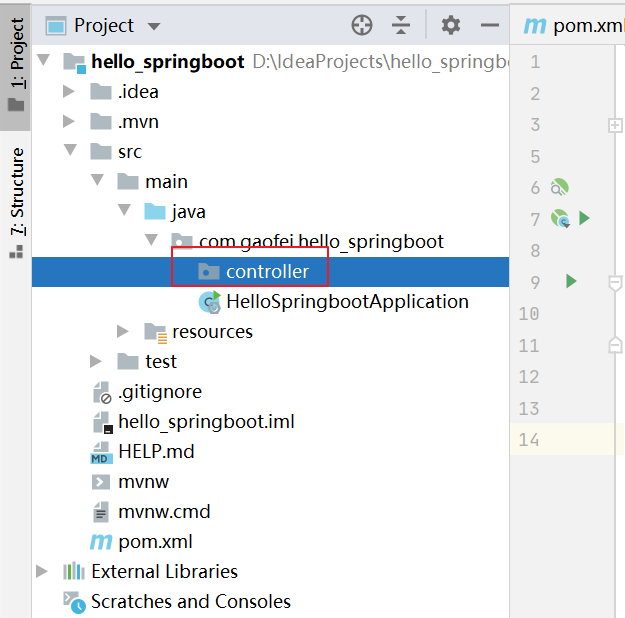 Project
pom.xml
1: Project
7: Structure
hello_springboot D:\IdeaProjects\hello_springbo
.idea
.mvn
src
main
java
com.gaofei.hello_springboot
controller
HelloSpringbootApplication
resources
test
.gitignore
hello_springboot.iml
HELP.md
mvnw
mvnw.cmd
pom.xml
External Libraries
Scratches and Consoles
1
2
3
5
6
7
8
9
10
11
12
13
14